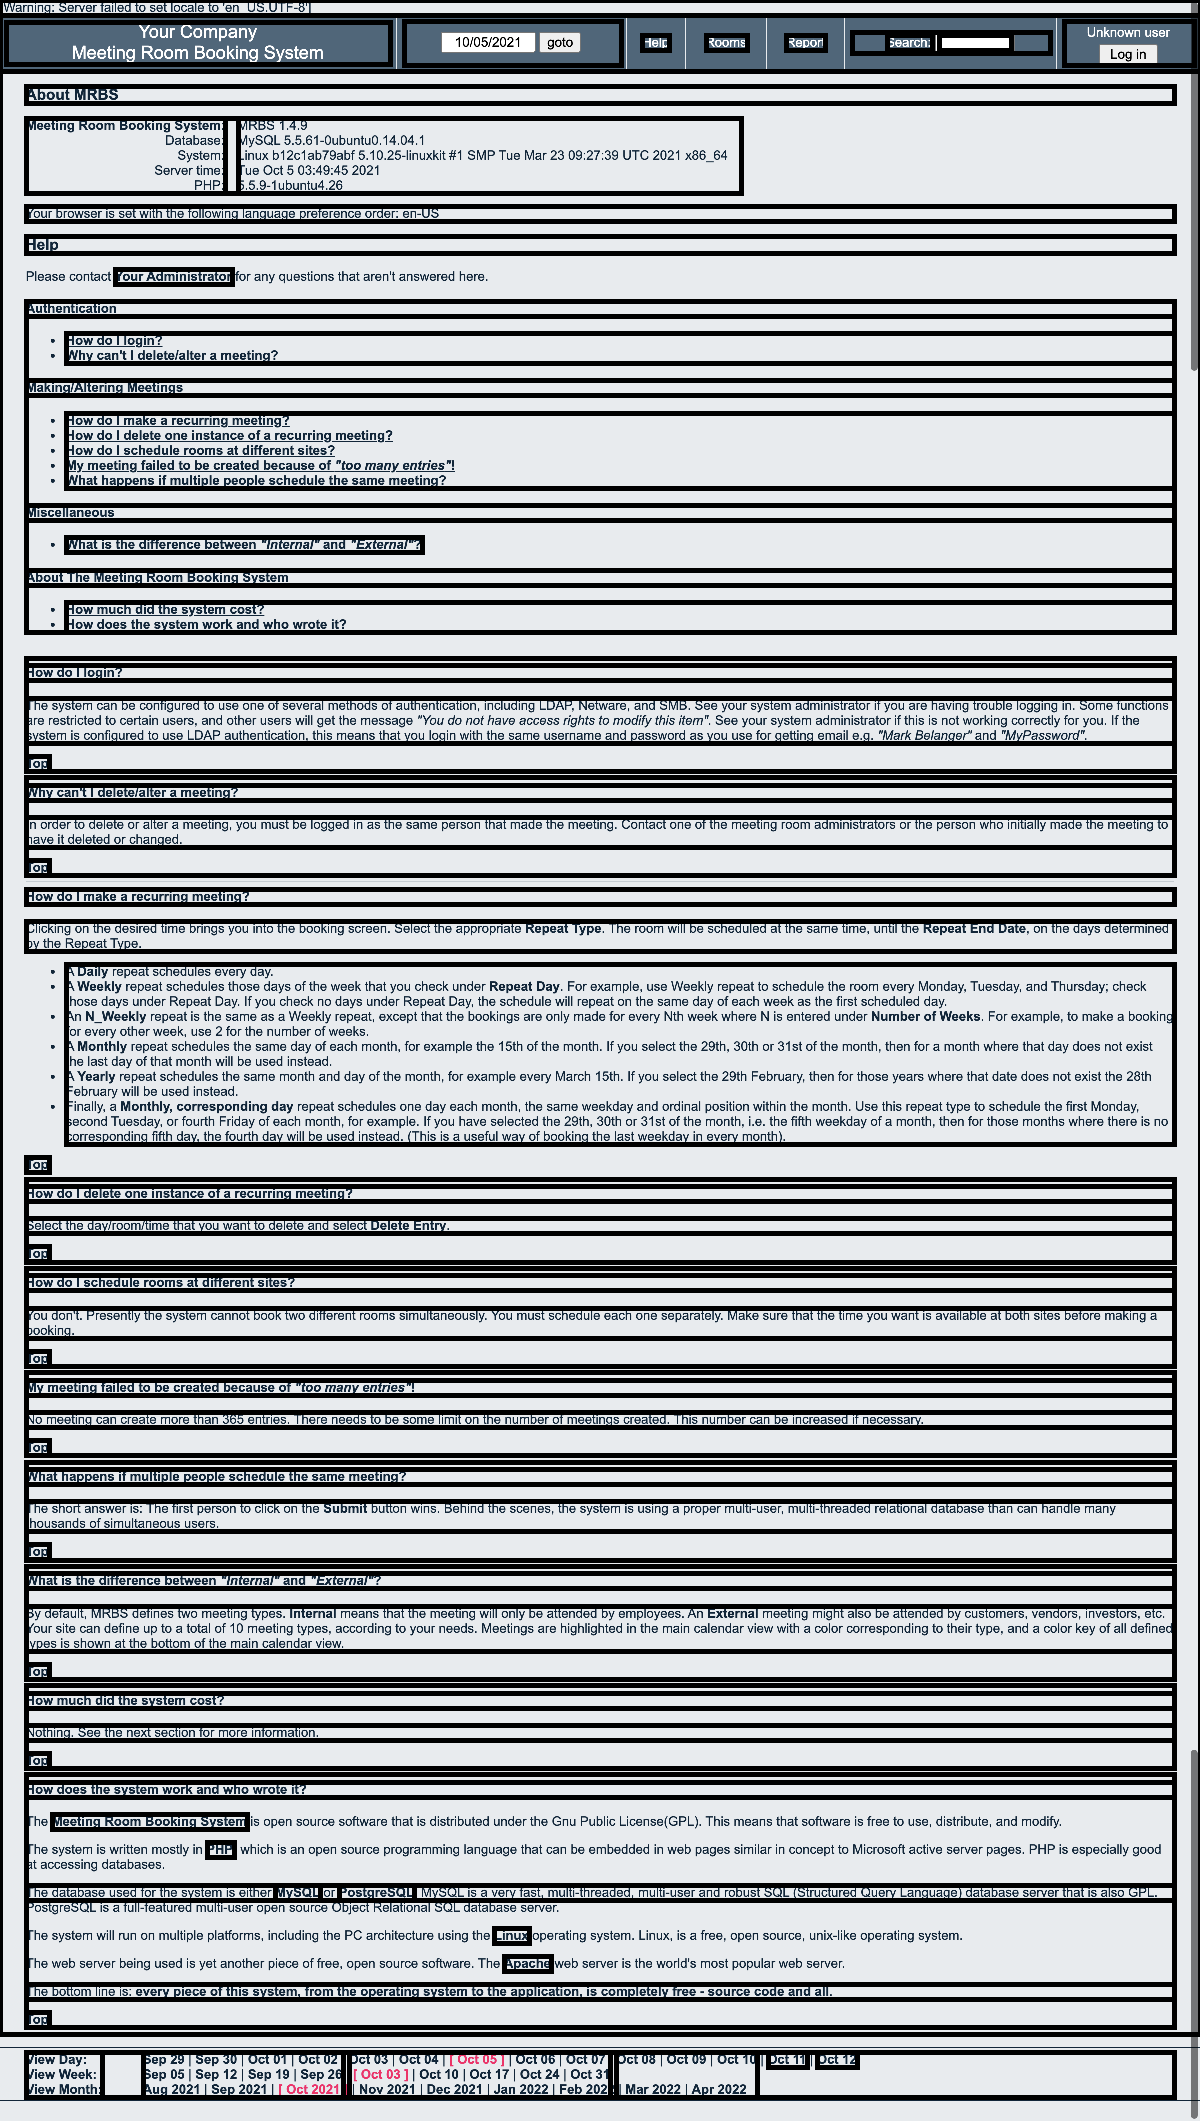 Warning: Server failed to set locale to 'en_US.UTF-8']
Your Company
Meeting Room Booking System
10/05/2021 goto
Help
Rooms
Report
Search:
Unknown user
Log in
About MRBS
Meeting Room Booking System: MRBS 1.4.9
Database: MySQL 5.5.61-0ubuntu0.14.04.1
System: Linux b12c1ab79abf 5.10.25-linuxkit #1 SMP Tue Mar 23 09:27:39 UTC 2021 x86_64
Server time: Tue Oct 5 03:49:45 2021
PHP: 5.5.9-1ubuntu4.26
Your browser is set with the following language preference order: en-US
Help
Please contact Your Administrator for any questions that aren't answered here.
Authentication
• How do I login?
• Why can't I delete/alter a meeting?
Making/Altering Meetings
• How do I make a recurring meeting?
• How do I delete one instance of a recurring meeting?
• How do I schedule rooms at different sites?
• My meeting failed to be created because of "too many entries"!
• What happens if multiple people schedule the same meeting?
Miscellaneous
• What is the difference between "Internal" and "External"?
About The Meeting Room Booking System
• How much did the system cost?
• How does the system work and who wrote it?
How do I login?
The system can be configured to use one of several methods of authentication, including LDAP, Netware, and SMB. See your system administrator if you are having trouble logging in. Some functions
are restricted to certain users, and other users will get the message "You do not have access rights to modify this item". See your system administrator if this is not working correctly for you. If the
system is configured to use LDAP authentication, this means that you login with the same username and password as you use for getting email e.g. "Mark Belanger" and "MyPassword".
Top
Why can't I delete/alter a meeting?
In order to delete or alter a meeting, you must be logged in as the same person that made the meeting. Contact one of the meeting room administrators or the person who initially made the meeting to
have it deleted or changed.
Top
How do I make a recurring meeting?
Clicking on the desired time brings you into the booking screen. Select the appropriate Repeat Type. The room will be scheduled at the same time, until the Repeat End Date, on the days determined
by the Repeat Type.
• A Daily repeat schedules every day.
• A Weekly repeat schedules those days of the week that you check under Repeat Day. For example, use Weekly repeat to schedule the room every Monday, Tuesday, and Thursday; check
those days under Repeat Day. If you check no days under Repeat Day, the schedule will repeat on the same day of each week as the first scheduled day.
• An N_Weekly repeat is the same as a Weekly repeat, except that the bookings are only made for every Nth week where N is entered under Number of Weeks. For example, to make a booking
for every other week, use 2 for the number of weeks.
• A Monthly repeat schedules the same day of each month, for example the 15th of the month. If you select the 29th, 30th or 31st of the month, then for a month where that day does not exist
the last day of that month will be used instead.
• A Yearly repeat schedules the same month and day of the month, for example every March 15th. If you select the 29th February, then for those years where that date does not exist the 28th
February will be used instead.
• Finally, a Monthly, corresponding day repeat schedules one day each month, the same weekday and ordinal position within the month. Use this repeat type to schedule the first Monday,
second Tuesday, or fourth Friday of each month, for example. If you have selected the 29th, 30th or 31st of the month, i.e. the fifth weekday of a month, then for those months where there is no
corresponding fifth day, the fourth day will be used instead. (This is a useful way of booking the last weekday in every month).
Top
How do I delete one instance of a recurring meeting?
Select the day/room/time that you want to delete and select Delete Entry.
Top
How do I schedule rooms at different sites?
You don't. Presently the system cannot book two different rooms simultaneously. You must schedule each one separately. Make sure that the time you want is available at both sites before making a
booking.
Top
My meeting failed to be created because of "too many entries"!
No meeting can create more than 365 entries. There needs to be some limit on the number of meetings created. This number can be increased if necessary.
Top
What happens if multiple people schedule the same meeting?
The short answer is: The first person to click on the Submit button wins. Behind the scenes, the system is using a proper multi-user, multi-threaded relational database than can handle many
thousands of simultaneous users.
Top
What is the difference between "Internal" and "External"?
By default, MRBS defines two meeting types. Internal means that the meeting will only be attended by employees. An External meeting might also be attended by customers, vendors, investors, etc.
Your site can define up to a total of 10 meeting types, according to your needs. Meetings are highlighted in the main calendar view with a color corresponding to their type, and a color key of all defined
types is shown at the bottom of the main calendar view.
Top
How much did the system cost?
Nothing. See the next section for more information.
Top
How does the system work and who wrote it?
The Meeting Room Booking System is open source software that is distributed under the Gnu Public License(GPL). This means that software is free to use, distribute, and modify.
The system is written mostly in PHP, which is an open source programming language that can be embedded in web pages similar in concept to Microsoft active server pages. PHP is especially good
at accessing databases.
The database used for the system is either MySQL or PostgreSQL. MySQL is a very fast, multi-threaded, multi-user and robust SQL (Structured Query Language) database server that is also GPL.
PostgreSQL is a full-featured multi-user open source Object Relational SQL database server.
The system will run on multiple platforms, including the PC architecture using the Linux operating system. Linux, is a free, open source, unix-like operating system.
The web server being used is yet another piece of free, open source software. The Apache web server is the world's most popular web server.
The bottom line is: every piece of this system, from the operating system to the application, is completely free - source code and all.
Top
View Day: Sep 29 | Sep 30 | Oct 01 | Oct 02 | Oct 03 | Oct 04 | [ Oct 05 ] | Oct 06 | Oct 07 | Oct 08 | Oct 09 | Oct 10 | Oct 11 | Oct 12
View Week: Sep 05 | Sep 12 | Sep 19 | Sep 26 | [ Oct 03 ] | Oct 10 | Oct 17 | Oct 24 | Oct 31
View Month: Aug 2021 | Sep 2021 | [ Oct 2021 ] | Nov 2021 | Dec 2021 | Jan 2022 | Feb 2022 | Mar 2022 | Apr 2022